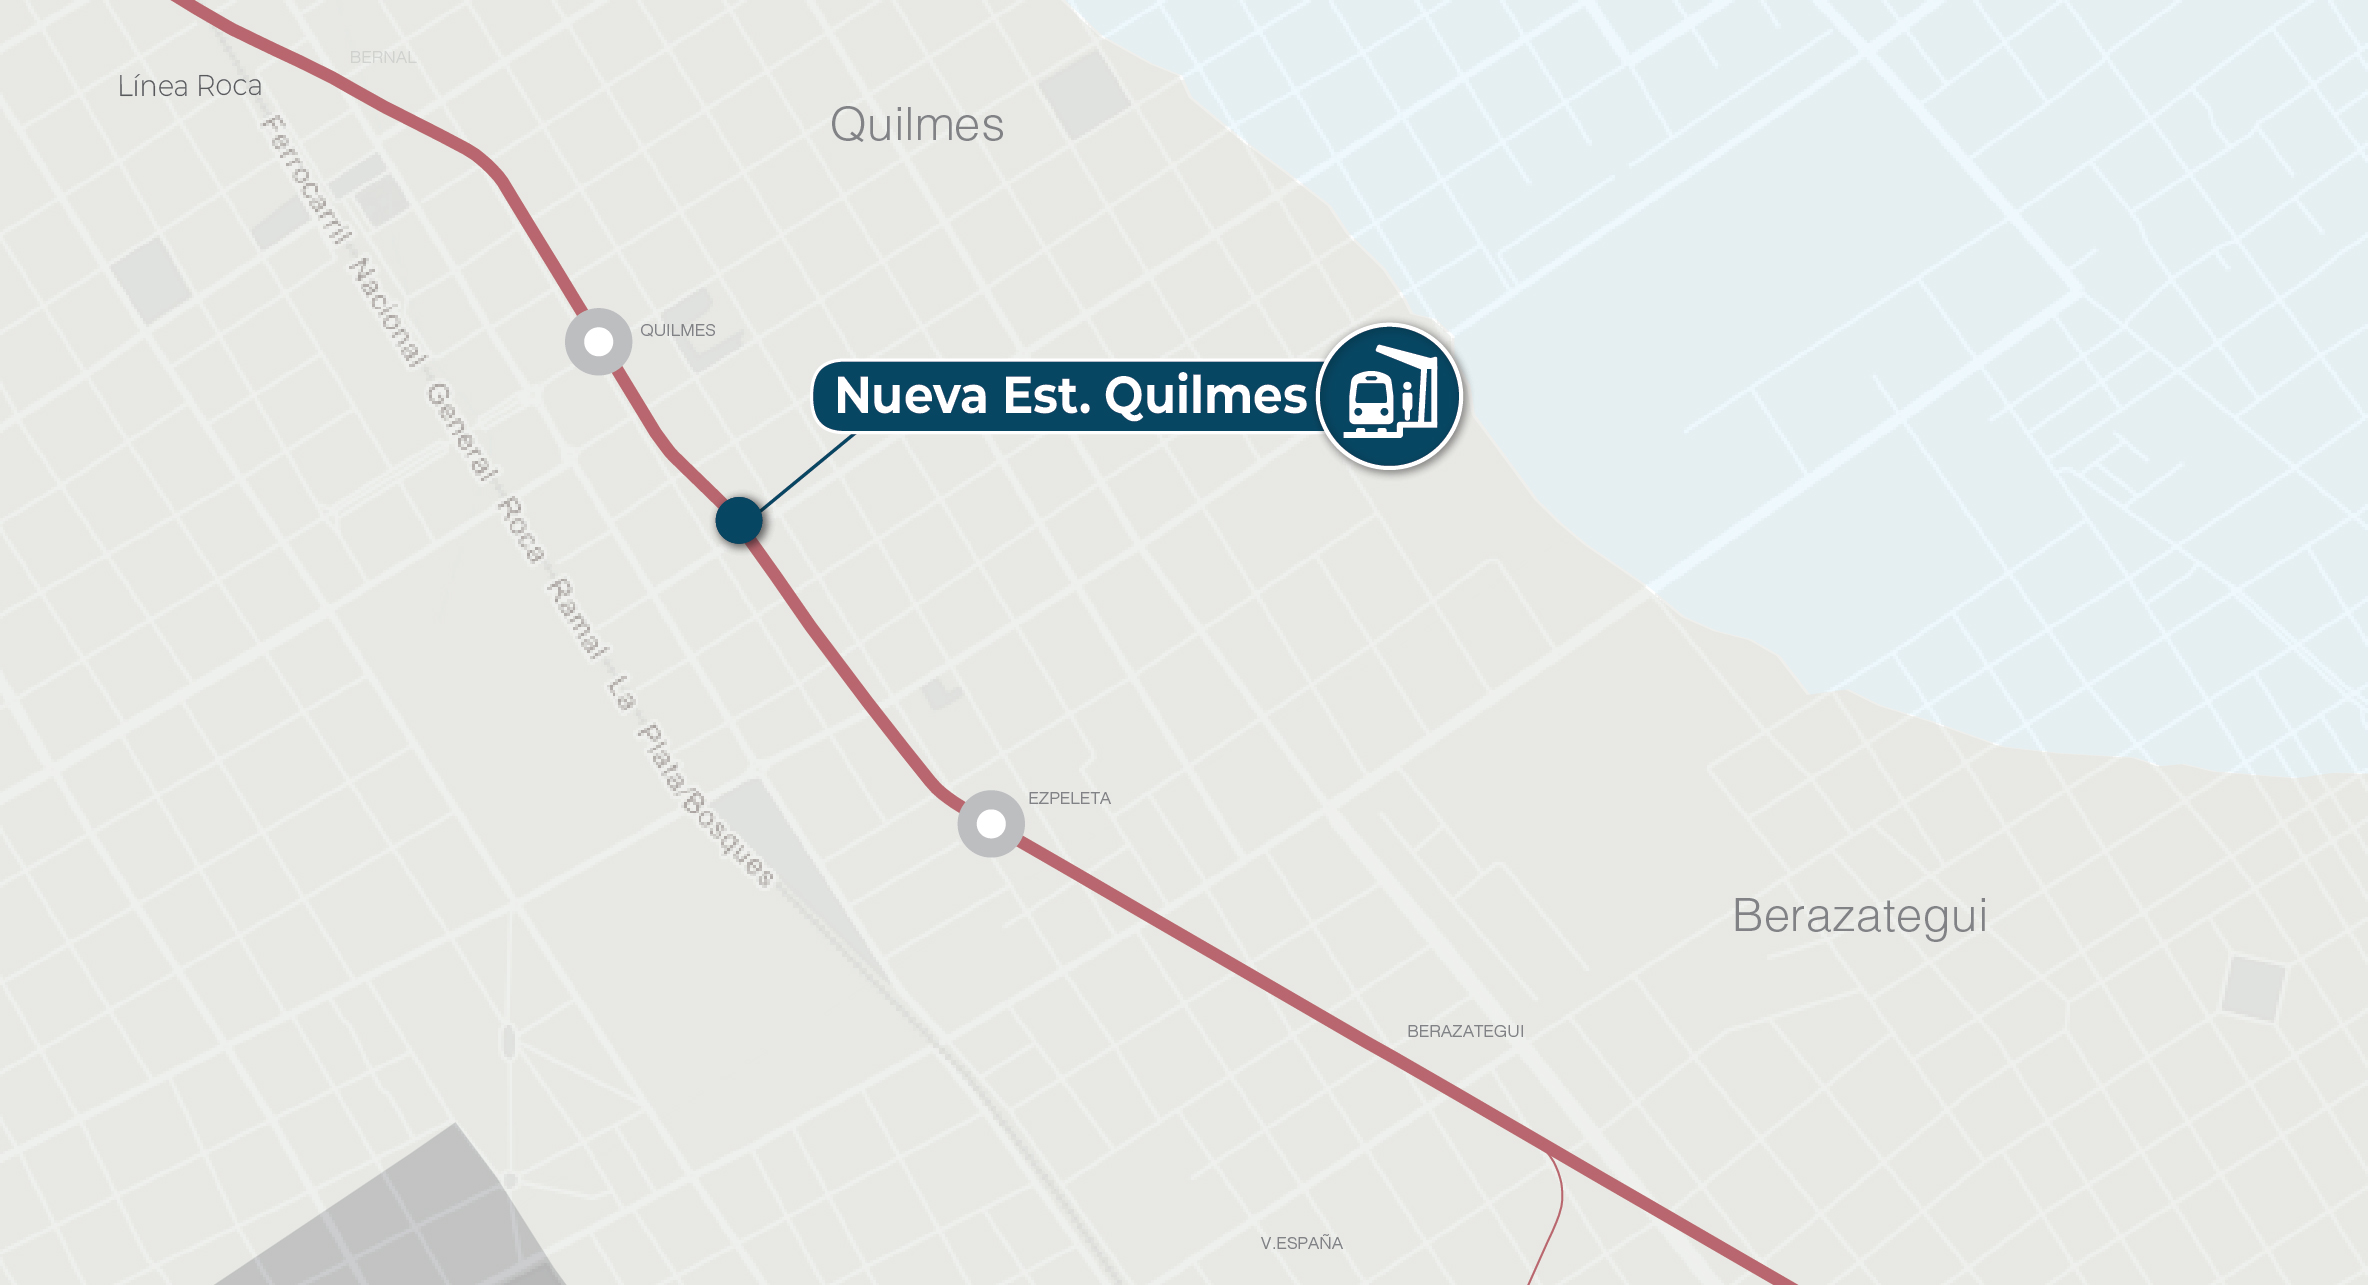 BERNAL
Línea Roca
Quilmes
Ferrocarril Nacional General Roca Ramal La Plata/Bosques
QUILMES
Nueva Est. Quilmes
EZPELETA
Berazategui
BERAZATEGUI
V.ESPAÑA